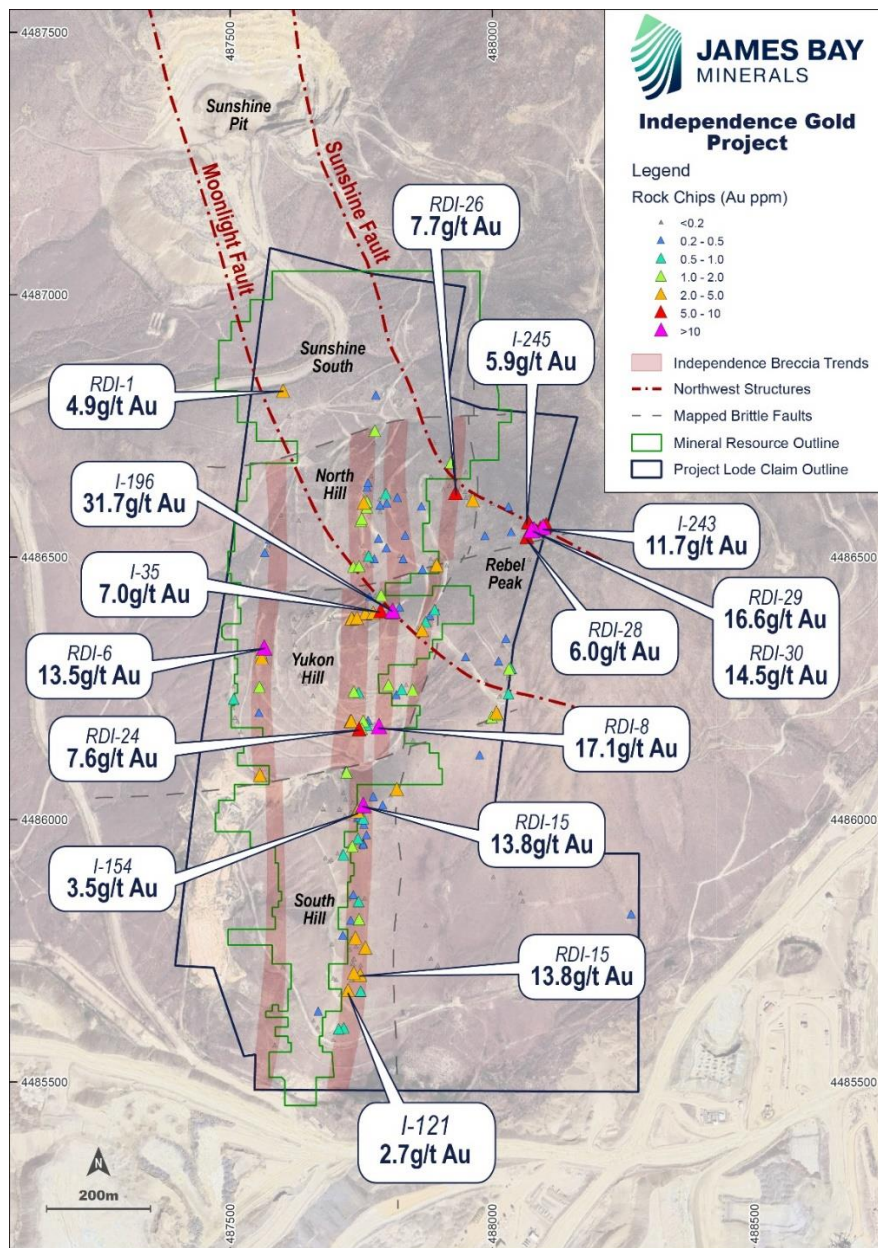 487500
488000
4487500
JAMES BAY
MINERALS
Independence Gold
Project
Legend
Rock Chips (Au ppm)
<0.2
0.2 - 0.5
0.5 - 1.0
1.0 - 2.0
2.0 - 5.0
5.0 - 10
>10
Independence Breccia Trends
Northwest Structures
Mapped Brittle Faults
Mineral Resource Outline
Project Lode Claim Outline
Sunshine
Pit
Moonlight Fault
Sunshine Fault
RDI-26
7.7g/t Au
4487000
Sunshine
South
I-245
5.9g/t Au
RDI-1
4.9g/t Au
North
Hill
I-196
31.7g/t Au
I-243
11.7g/t Au
4486500
4486500
Rebel
Peak
I-35
7.0g/t Au
RDI-29
16.6g/t Au
RDI-30
14.5g/t Au
RDI-28
6.0g/t Au
RDI-6
13.5g/t Au
Yukon
Hill
RDI-24
7.6g/t Au
RDI-8
17.1g/t Au
4486000
4486000
RDI-15
13.8g/t Au
I-154
3.5g/t Au
South
Hill
RDI-15
13.8g/t Au
4485500
4485500
I-121
2.7g/t Au
N
200m
487500
488000
488500